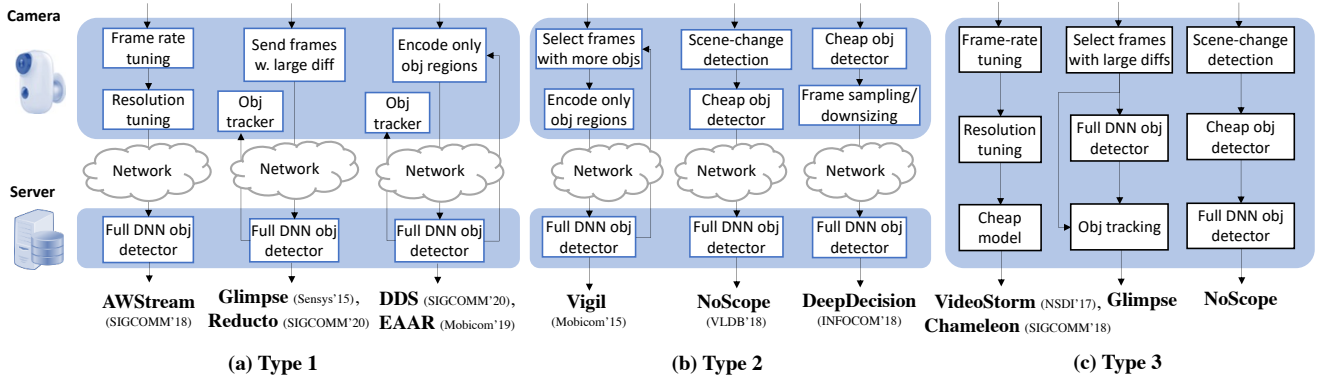 Camera
Server
Frame rate
tuning
Resolution
tuning
Network
Full DNN obj
detector
AWStream
(SIGCOMM'18)
Send frames
w. large diff
Obj
tracker
Network
Full DNN obj
detector
Glimpse (Sensys'15),
Reducto (SIGCOMM'20)
Encode only
obj regions
Obj
tracker
Network
Full DNN obj
detector
DDS (SIGCOMM'20),
EAAR (Mobicom'19)
(a) Type 1
Select frames
with more objs
Encode only
obj regions
Network
Full DNN obj
detector
Vigil
(Mobicom'15)
Scene-change
detection
Cheap obj
detector
Network
Full DNN obj
detector
NoScope
(VLDB'18)
Cheap obj
detector
Frame sampling/
downsizing
Network
Full DNN obj
detector
DeepDecision
(INFOCOM'18)
(b) Type 2
Frame-rate
tuning
Resolution
tuning
Cheap
model
VideoStorm (NSDI'17),
Chameleon (SIGCOMM'18)
Select frames
with large diffs
Full DNN obj
detector
Obj tracking
Glimpse
Scene-change
detection
Cheap obj
detector
Full DNN obj
detector
NoScope
(c) Type 3